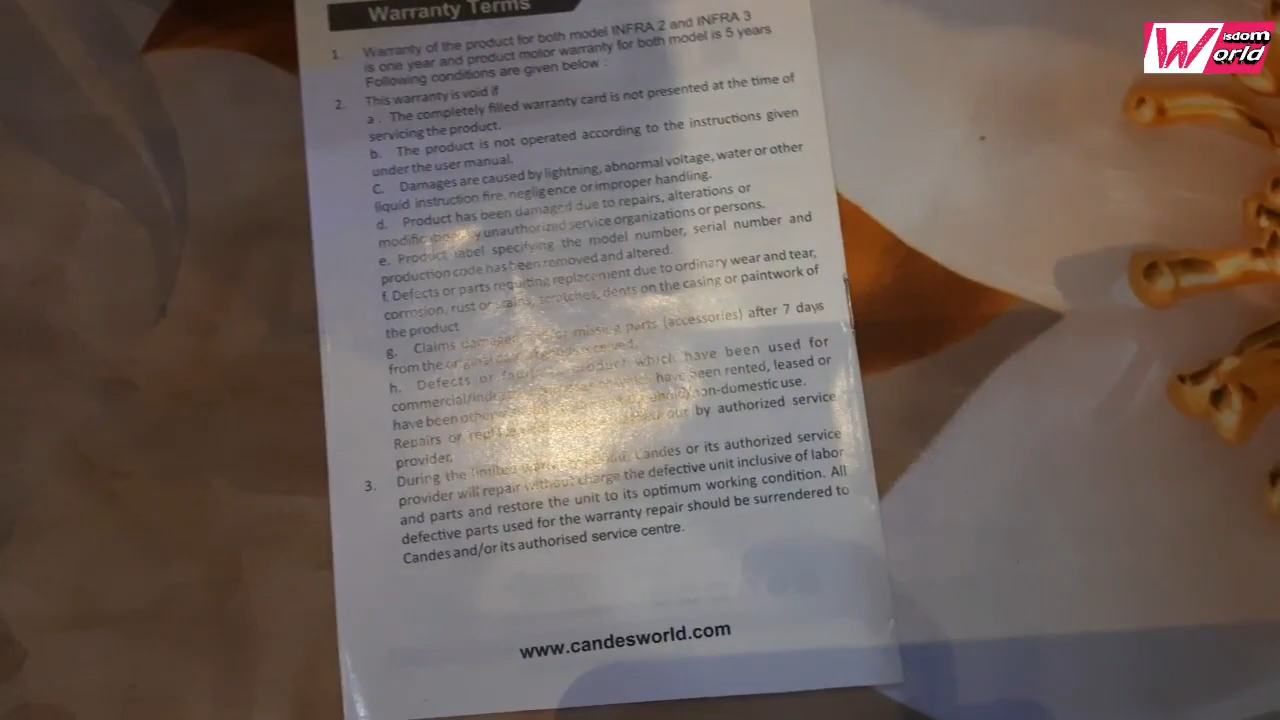 Warranty Terms
Wisdom World
1. Warranty of the product for both model INFRA 2 and INFRA 3
is one year and product motor warranty for both model is 5 years
Following conditions are given below :
2. This warranty is void if
a . The completely filled warranty card is not presented at the time of
servicing the product.
b. The product is not operated according to the instructions given
under the user manual.
C. Damages are caused by lightning, abnormal voltage, water or other
liquid instruction fire, negligence or improper handling.
d. Product has been damaged due to repairs, alterations or
by unauthorized service organizations or persons.
e. Product label specifying the model number, serial number and
production code has been removed and altered.
f. Defects or parts requiting replacement due to ordinary wear and tear,
corrosion, rust or stains, scratches, dents on the casing or paintwork of
the product
g. Claims missing parts (accessories) after 7 days
from the original
h. Defects or product which have been used for
have been rented, leased or
have been non-domestic use.
Repairs or out by authorized service
provider,
3. During the limited Candes or its authorized service
provider will repair without charge the defective unit inclusive of labor
and parts and restore the unit to its optimum working condition. All
defective parts used for the warranty repair should be surrendered to
Candes and/or its authorised service centre.
www.candesworld.com